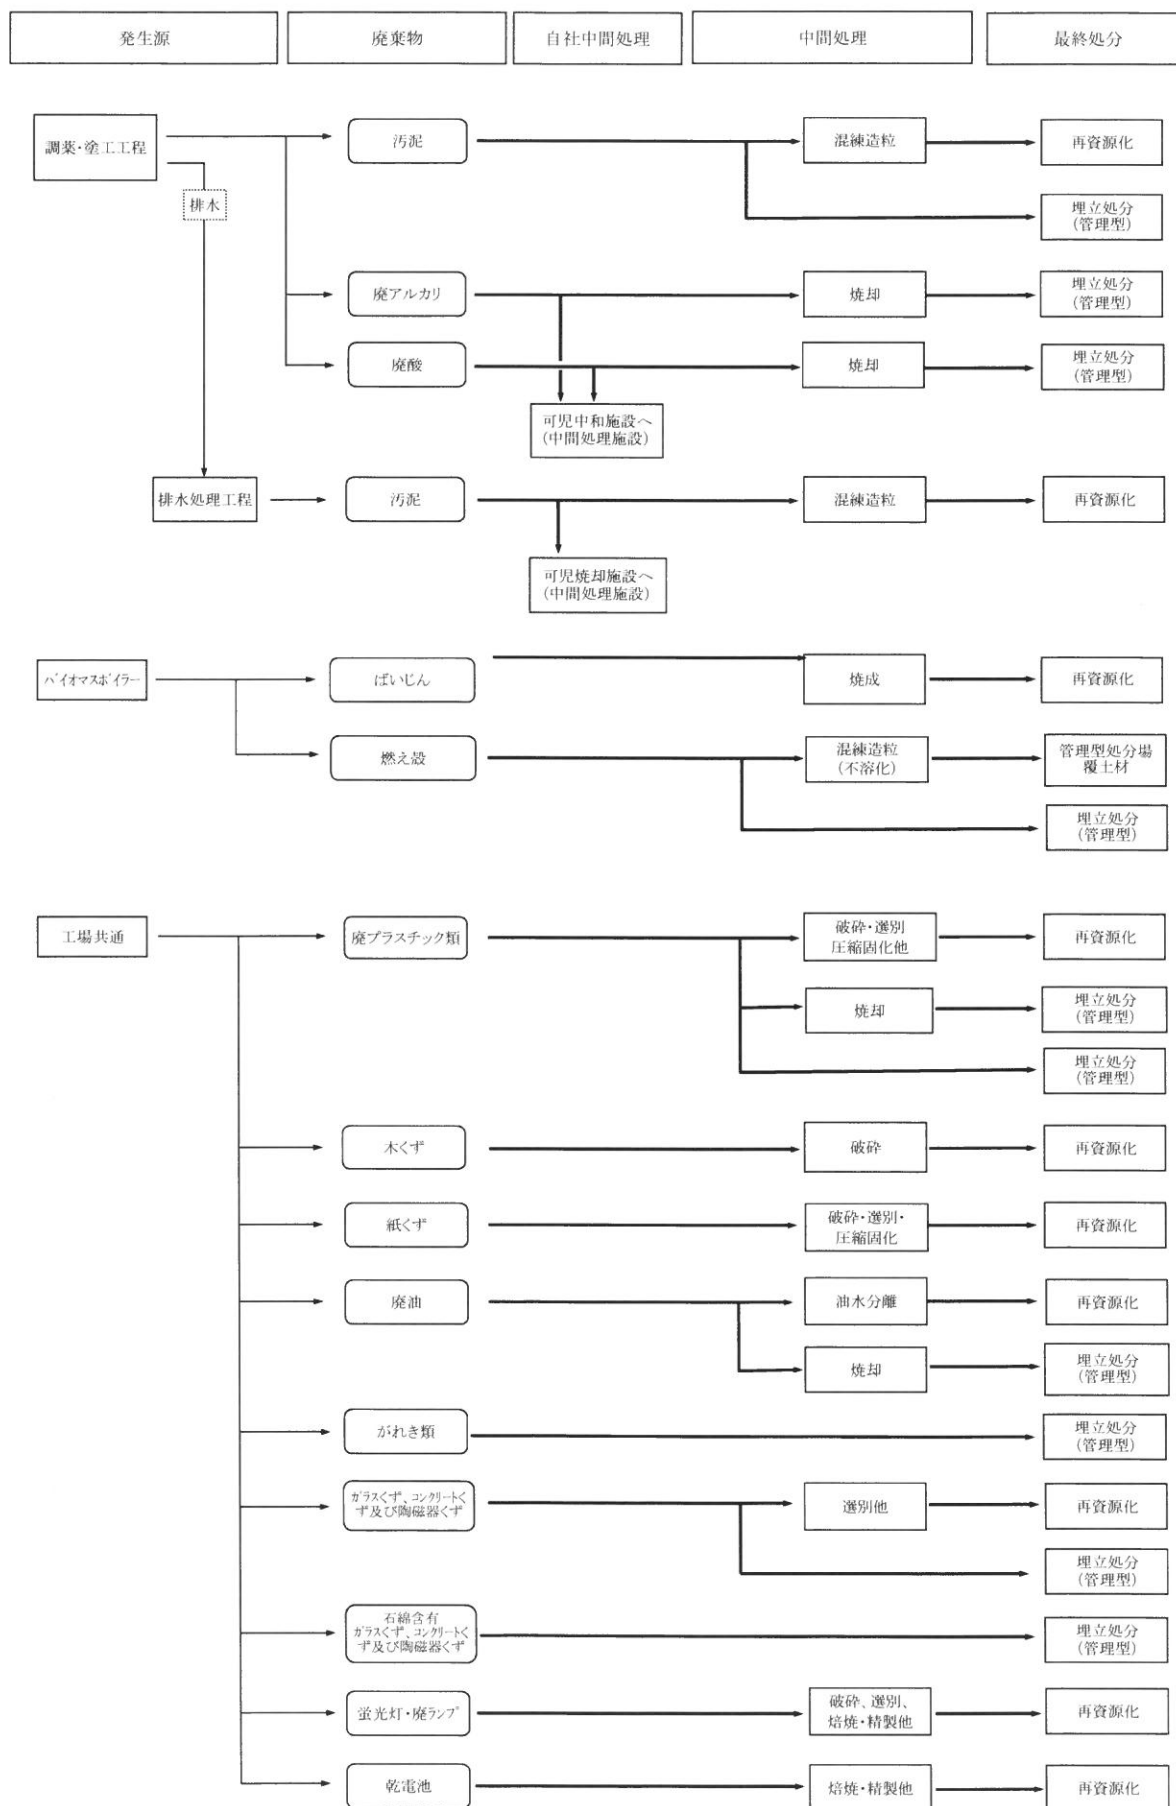 発生源
廃棄物
自社中間処理
中間処理
最終処分
調薬・塗工工程
汚泥
混練造粒
再資源化
排水
埋立処分
(管理型)
廃アルカリ
焼却
埋立処分
(管理型)
廃酸
焼却
埋立処分
(管理型)
可児中和施設へ
(中間処理施設)
排水処理工程
汚泥
混練造粒
再資源化
可児焼却施設へ
(中間処理施設)
バイオマスボイラー
ばいじん
焼成
再資源化
燃え殻
混練造粒
(不溶化)
管理型処分場
覆土材
埋立処分
(管理型)
工場共通
廃プラスチック類
破砕・選別
圧縮固化他
再資源化
焼却
埋立処分
(管理型)
埋立処分
(管理型)
木くず
破砕
再資源化
紙くず
破砕・選別・
圧縮固化
再資源化
廃油
油水分離
再資源化
焼却
埋立処分
(管理型)
がれき類
埋立処分
(管理型)
ガラスくず、コンクリートく
ず及び陶磁器くず
選別他
再資源化
埋立処分
(管理型)
石綿含有
ガラスくず、コンクリートく
ず及び陶磁器くず
埋立処分
(管理型)
蛍光灯・廃ランプ
破砕、選別、
焙焼・精製他
再資源化
乾電池
焙焼・精製他
再資源化